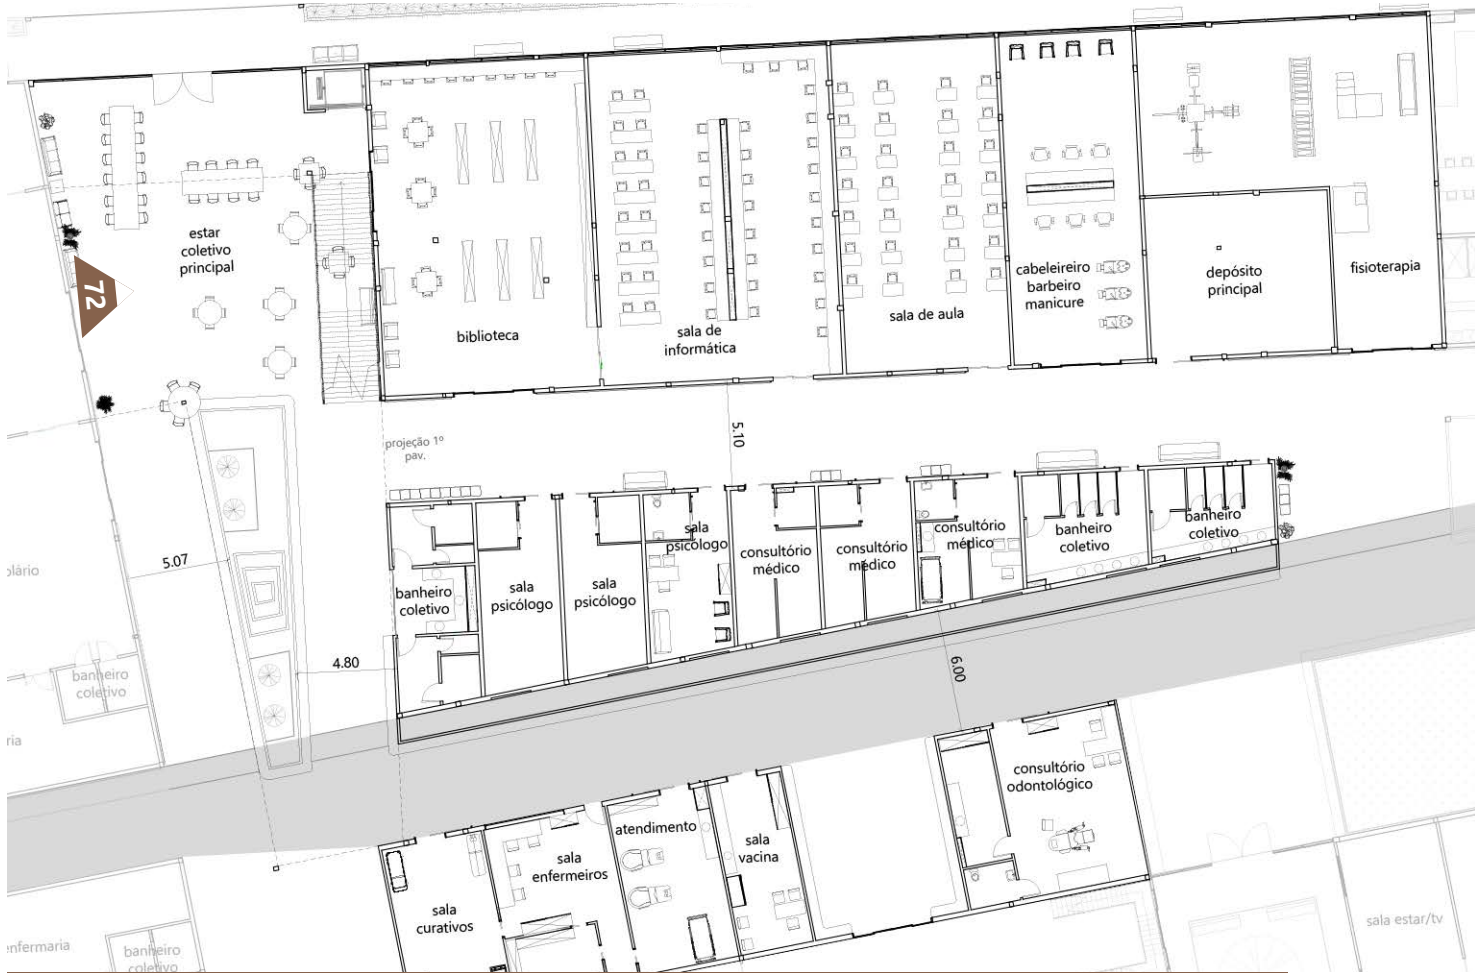 estar
coletivo
principal
72
biblioteca
sala de
informática
sala de aula
cabeleireiro
barbeiro
manicure
depósito
principal
fisioterapia
projeção 1º
pav.
5.10
5.07
4.80
6.00
banheiro
coletivo
sala
psicólogo
sala
psicólogo
sala
psicólogo
consultório
médico
consultório
médico
consultório
médico
banheiro
coletivo
banheiro
coletivo
olário
banheiro
coletivo
ria
consultório
odontológico
atendimento
sala
vacina
sala
enfermeiros
sala
curativos
enfermaria
banheiro
coletivo
sala estar/tv